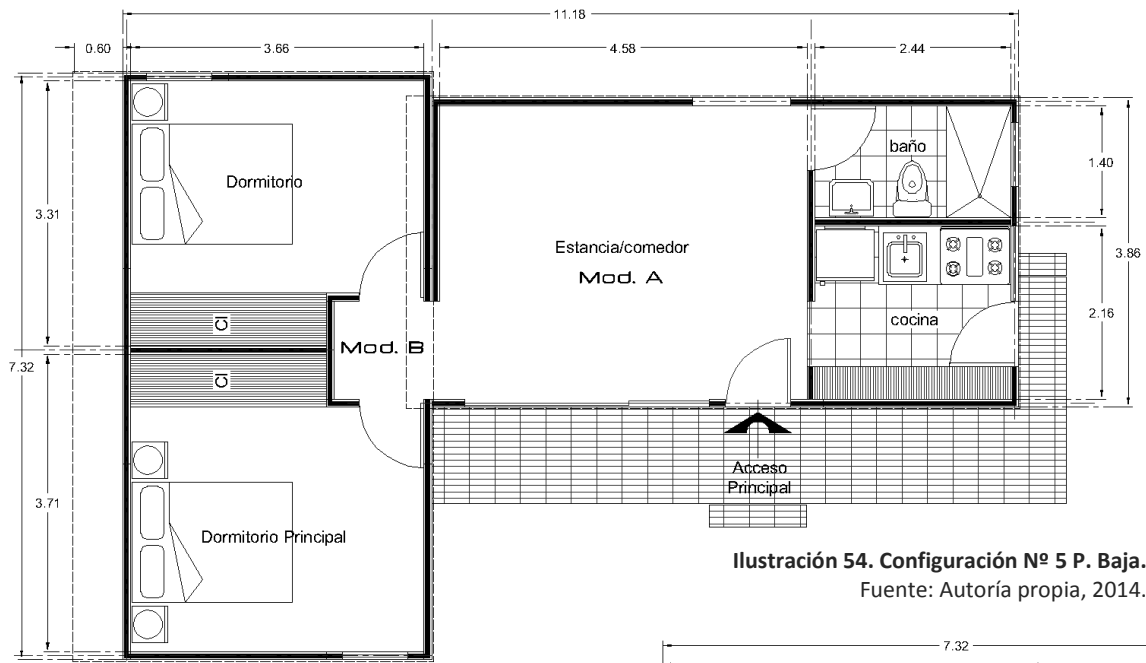 11.18
0.60
3.66
4.58
2.44
baño
1.40
Dormitorio
3.31
Estancia/comedor
Mod. A
3.86
cocina
2.16
Cl
Mod. B
7.32
Cl
Acceso
Principal
3.71
Dormitorio Principal
Ilustración 54. Configuración Nº 5 P. Baja.
Fuente: Autoría propia, 2014.
7.32